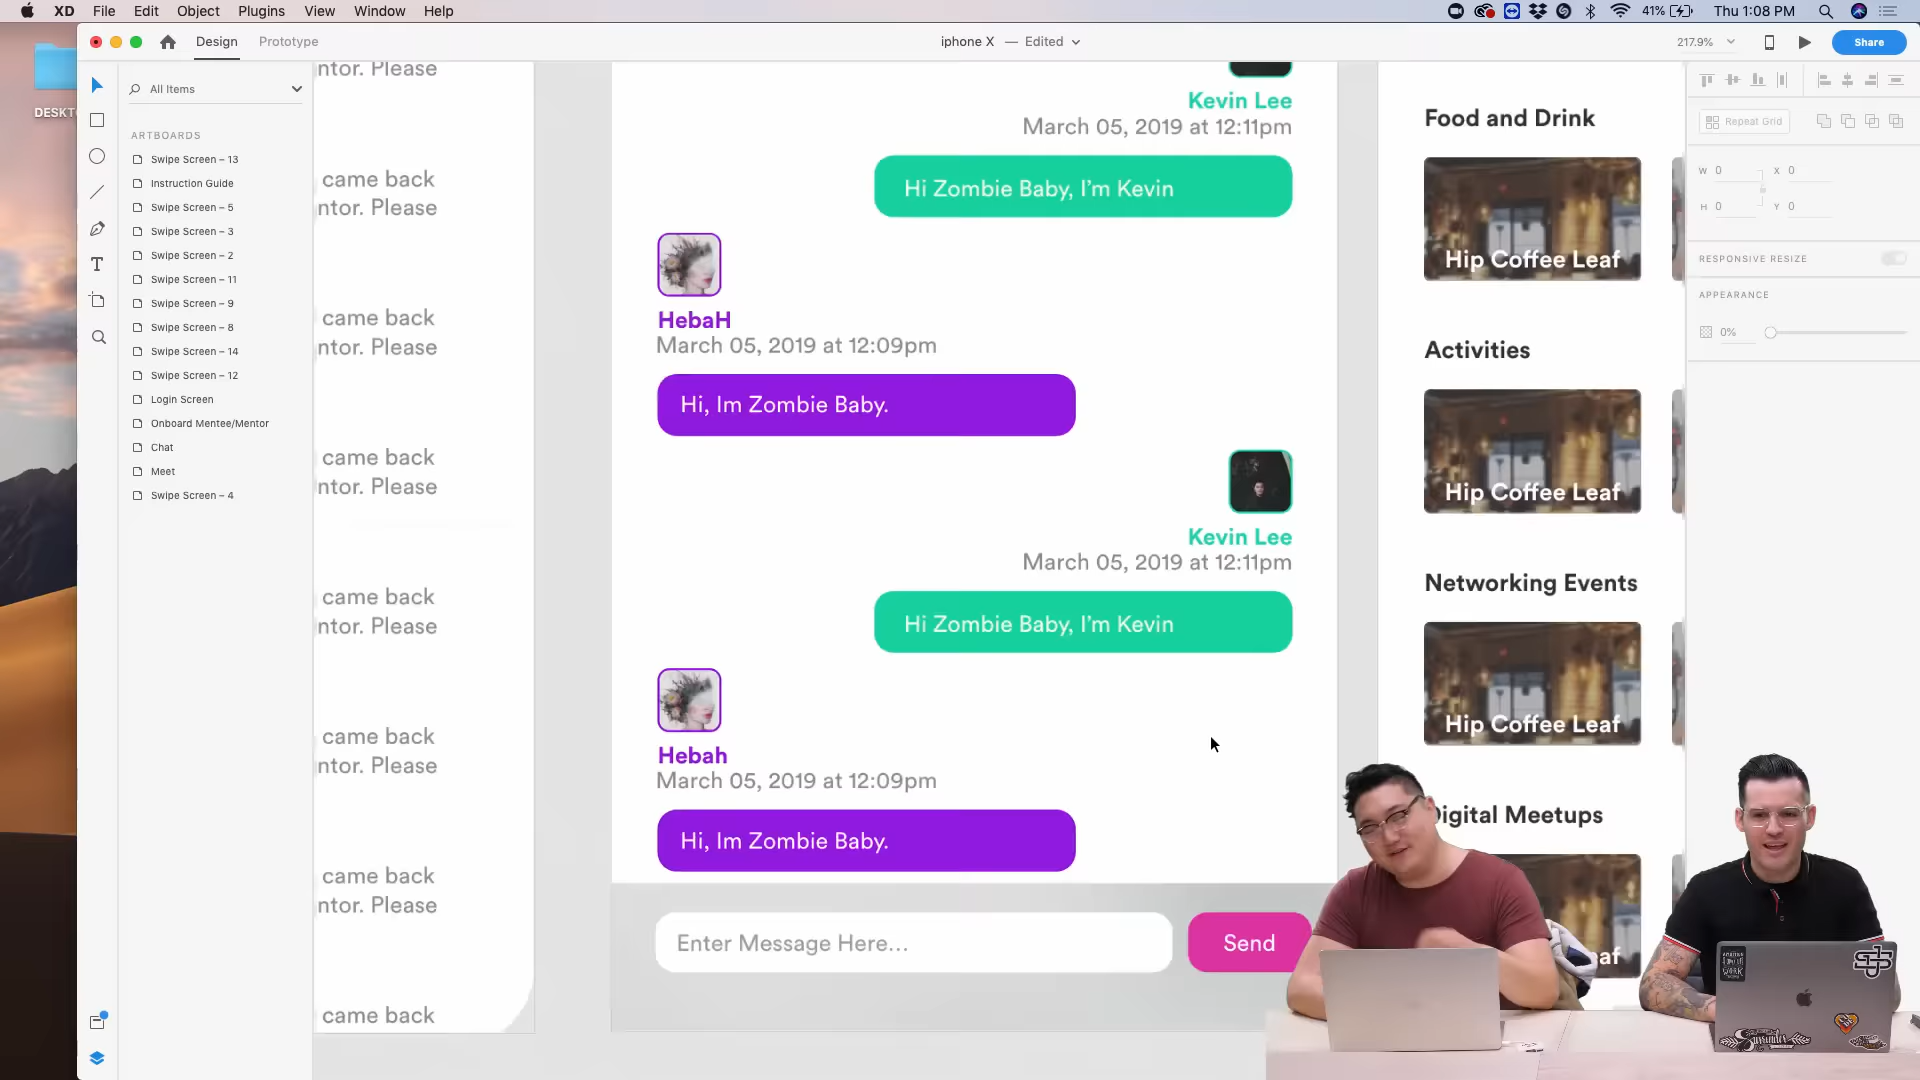 XD File Edit Object Plugins View Window Help
41% Thu 1:08 PM
Design Prototype
iphone X — Edited
217.9%
Share
DESKT
All Items
ARTBOARDS
Swipe Screen – 13
Instruction Guide
Swipe Screen – 5
Swipe Screen – 3
Swipe Screen – 2
Swipe Screen – 11
Swipe Screen – 9
Swipe Screen – 8
Swipe Screen – 14
Swipe Screen – 12
Login Screen
Onboard Mentee/Mentor
Chat
Meet
Swipe Screen – 4
ntor. Please
came back
ntor. Please
came back
ntor. Please
came back
ntor. Please
came back
ntor. Please
came back
ntor. Please
came back
ntor. Please
came back
Kevin Lee
March 05, 2019 at 12:11pm
Hi Zombie Baby, I'm Kevin
HebaH
March 05, 2019 at 12:09pm
Hi, Im Zombie Baby.
Kevin Lee
March 05, 2019 at 12:11pm
Hi Zombie Baby, I'm Kevin
Hebah
March 05, 2019 at 12:09pm
Hi, Im Zombie Baby.
Enter Message Here...
Send
Food and Drink
Hip Coffee Leaf
Activities
Hip Coffee Leaf
Networking Events
Hip Coffee Leaf
Digital Meetups
af
Repeat Grid
W 0 X 0
H 0 Y 0
RESPONSIVE RESIZE
APPEARANCE
0%